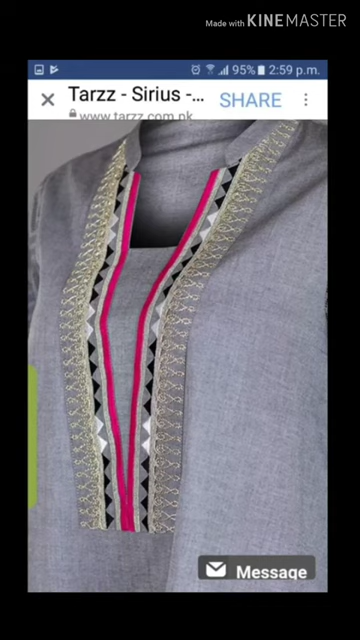 Made with KINEMASTER
95% 2:59 p.m.
Tarzz - Sirius -... SHARE
www.tarzz.com.pk
Message